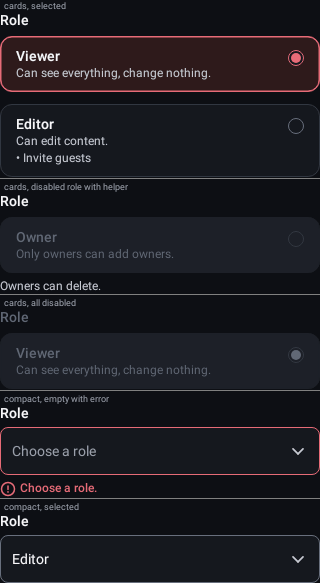 cards, selected
Role
Viewer
Can see everything, change nothing.
Editor
Can edit content.
• Invite guests
cards, disabled role with helper
Role
Owner
Only owners can add owners.
Owners can delete.
cards, all disabled
Role
Viewer
Can see everything, change nothing.
compact, empty with error
Role
Choose a role
Choose a role.
compact, selected
Role
Editor